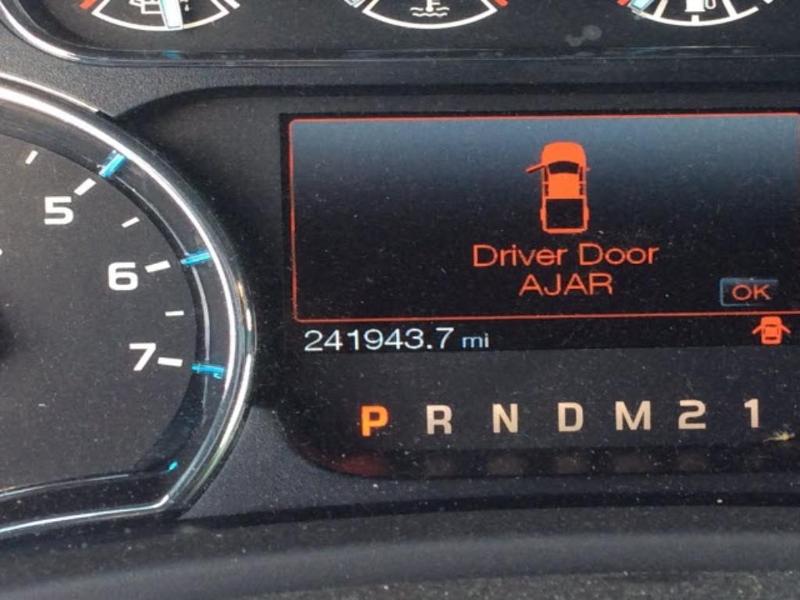 5
6
7
Driver Door
AJAR
OK
241943.7 mi
P R N D M 2 1